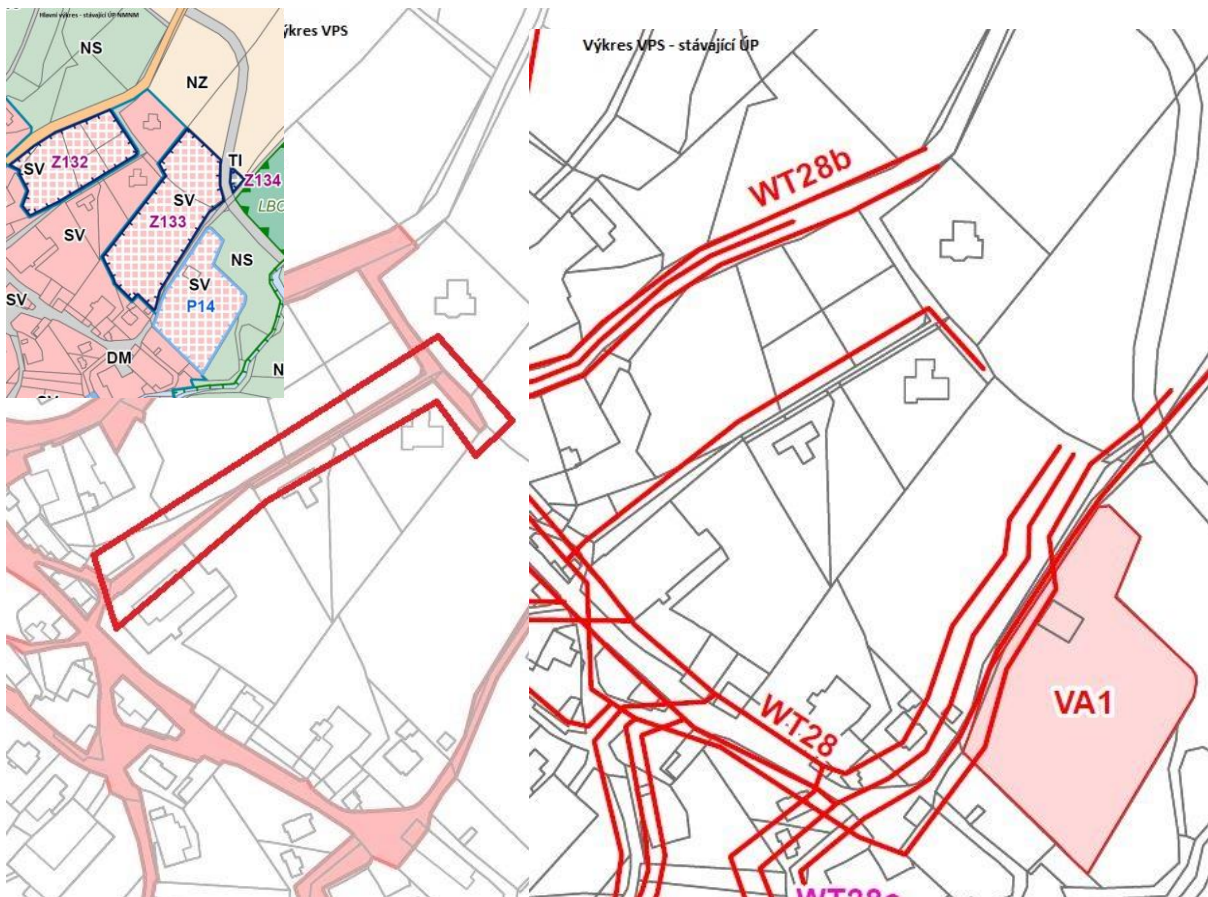 Hlavní výkres - stávající ÚP NMNM
NS
NZ
SV
Z132
TI
Z134
LBC
SV
Z133
SV
NS
SV
P14
SV
DM
N
výkres VPS
Výkres VPS - stávající ÚP
WT28b
WT28
VA1